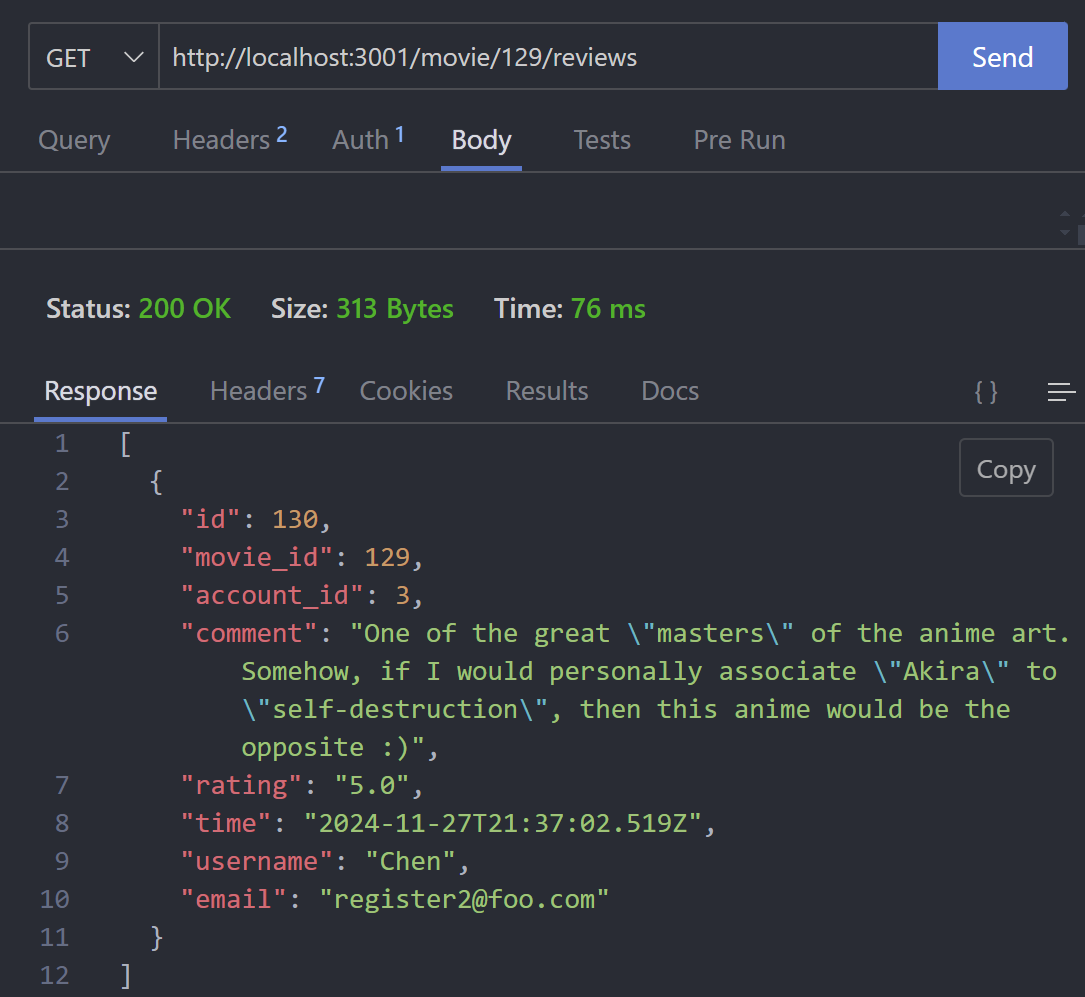 GET http://localhost:3001/movie/129/reviews Send
Query Headers 2 Auth 1 Body Tests Pre Run
Status: 200 OK Size: 313 Bytes Time: 76 ms
Response Headers 7 Cookies Results Docs { }
Copy
1 [
2 {
3 "id": 130,
4 "movie_id": 129,
5 "account_id": 3,
6 "comment": "One of the great \"masters\" of the anime art.
Somehow, if I would personally associate \"Akira\" to
\"self-destruction\", then this anime would be the
opposite :)",
7 "rating": "5.0",
8 "time": "2024-11-27T21:37:02.519Z",
9 "username": "Chen",
10 "email": "register2@foo.com"
11 }
12 ]